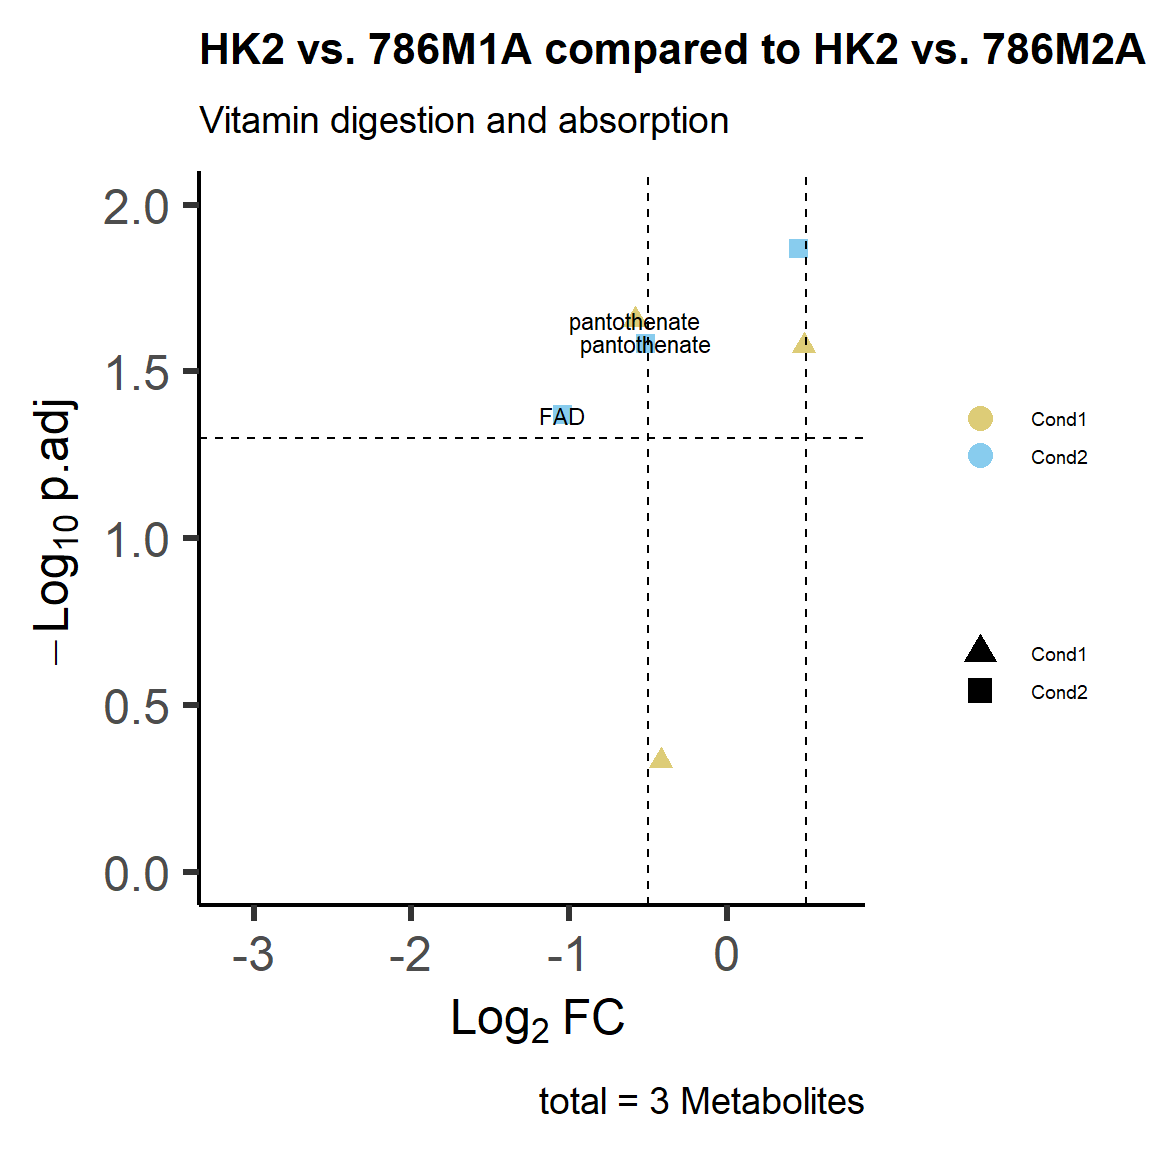 HK2 vs. 786M1A compared to HK2 vs. 786M2A
Vitamin digestion and absorption
2.0
1.5
1.0
0.5
0.0
−Log10 p.adj
pantothenate
pantothenate
FAD
Cond1
Cond2
Cond1
Cond2
-3 -2 -1 0
Log2 FC
total = 3 Metabolites